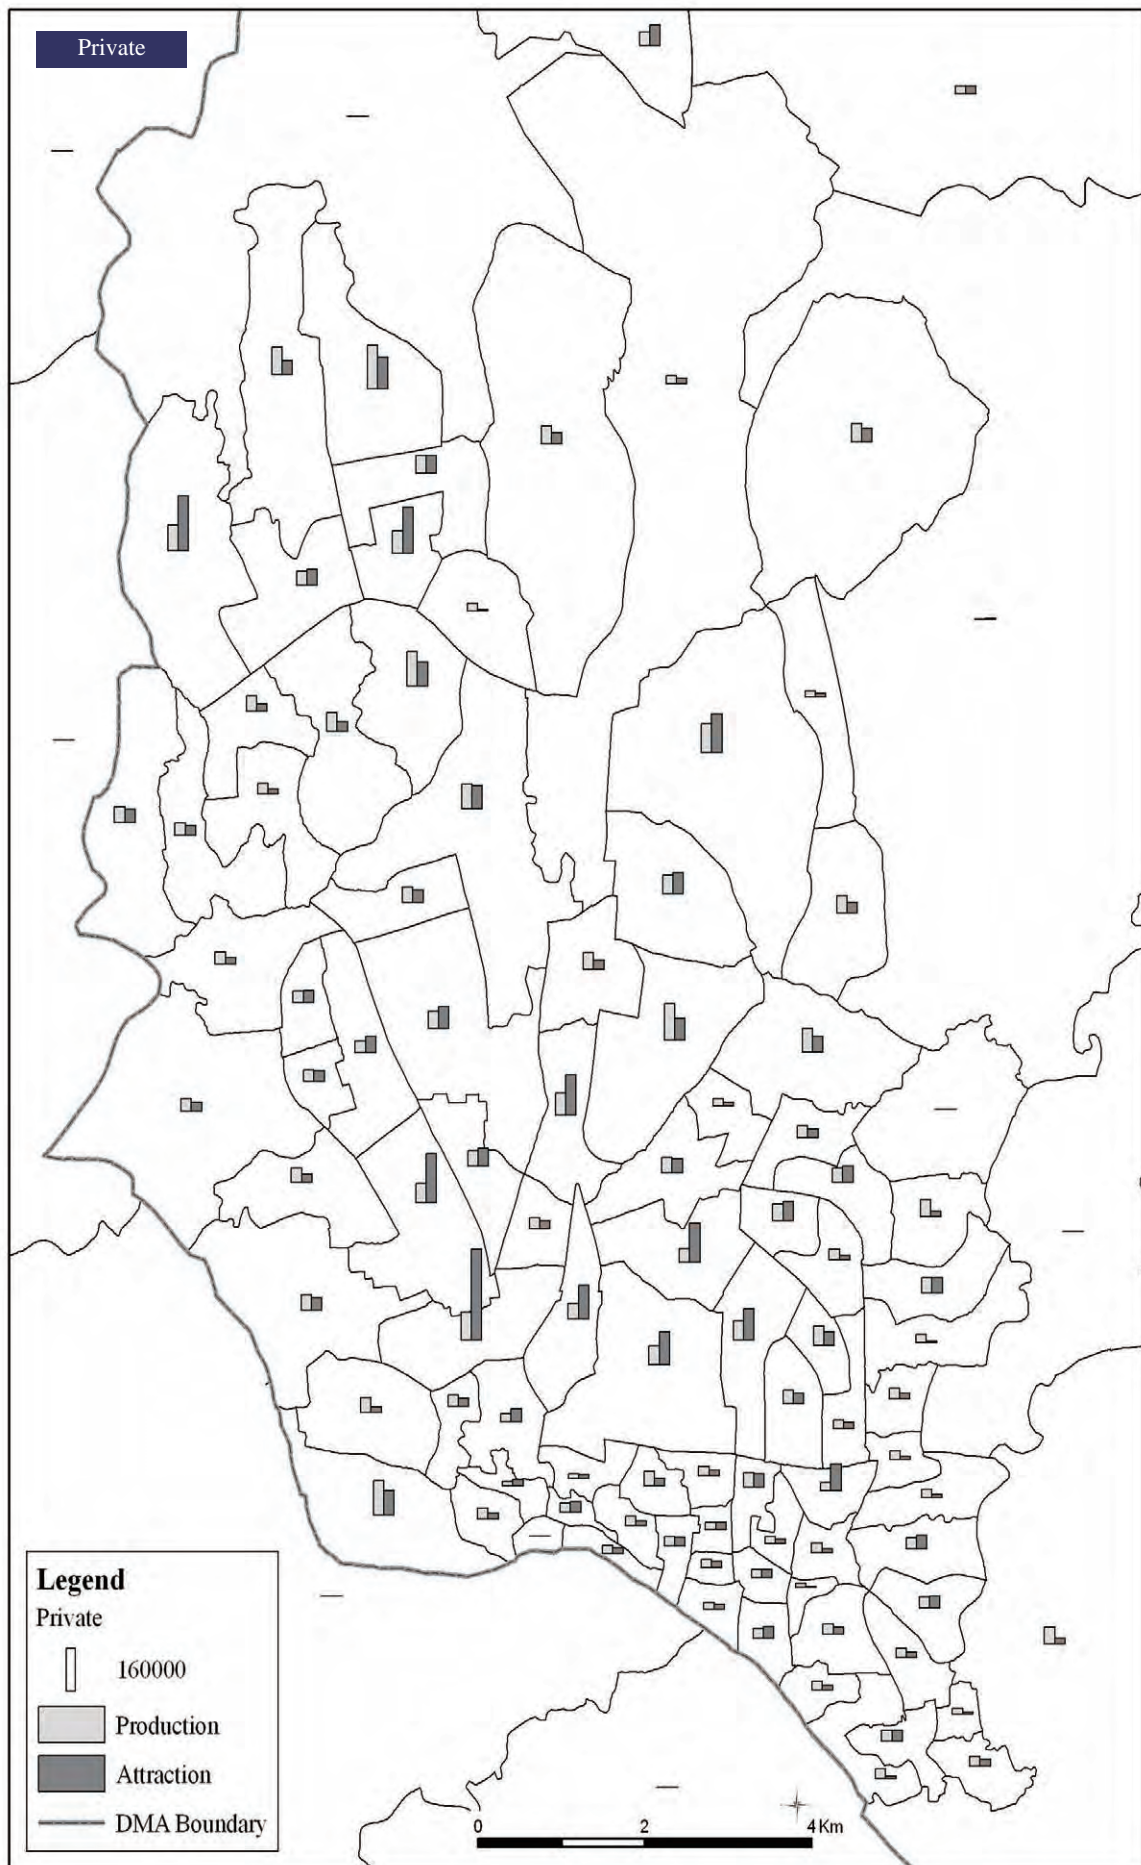 Private
Legend
Private
160000
Production
Attraction
DMA Boundary
0 2 4 Km